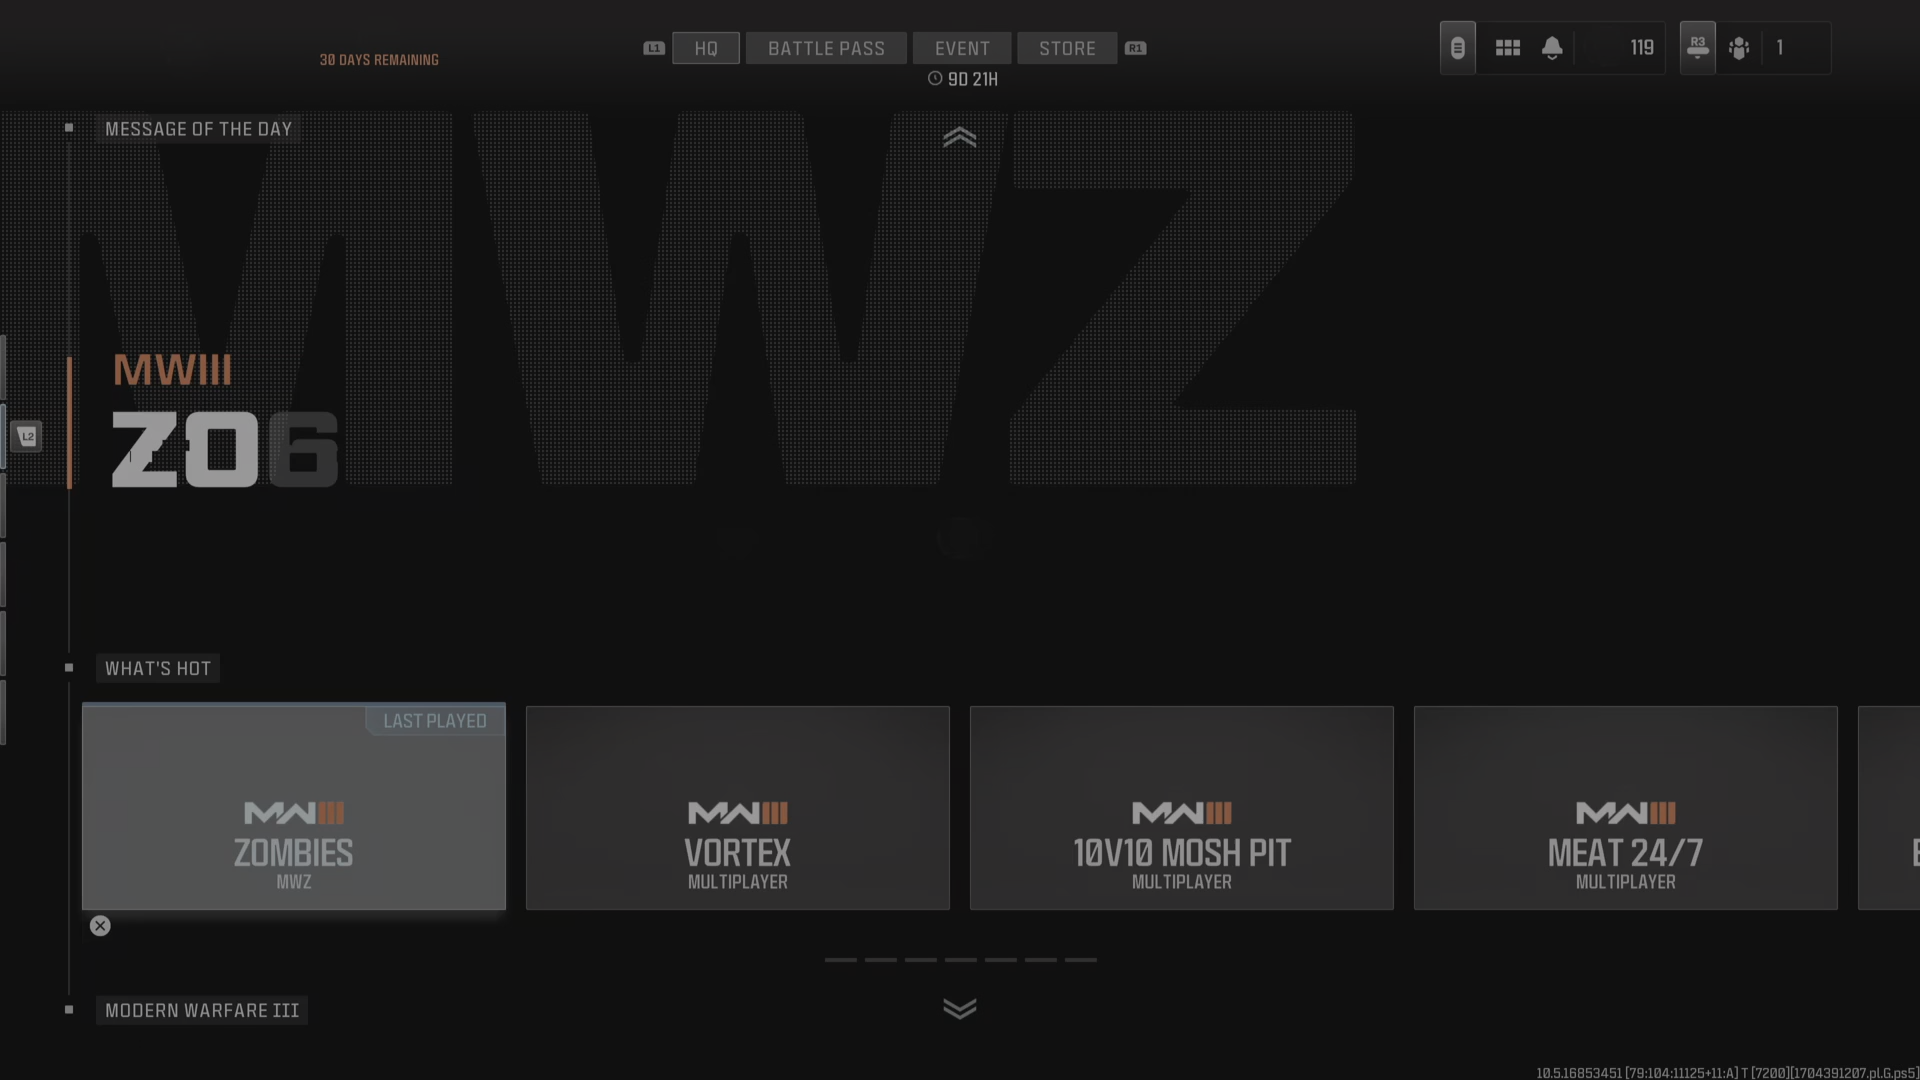 30 DAYS REMAINING
L1 HQ BATTLE PASS EVENT STORE R1
9D 21H
119
R3
1
MESSAGE OF THE DAY
MWZ
MWIII
ZO6
L2
WHAT'S HOT
LAST PLAYED
MWIII
ZOMBIES
MWZ
MWIII
VORTEX
MULTIPLAYER
MWIII
10V10 MOSH PIT
MULTIPLAYER
MWIII
MEAT 24/7
MULTIPLAYER
MODERN WARFARE III
10.5.16853451 [79:104:11125+11:A] T [7200][1704391207.pl.G.ps5]